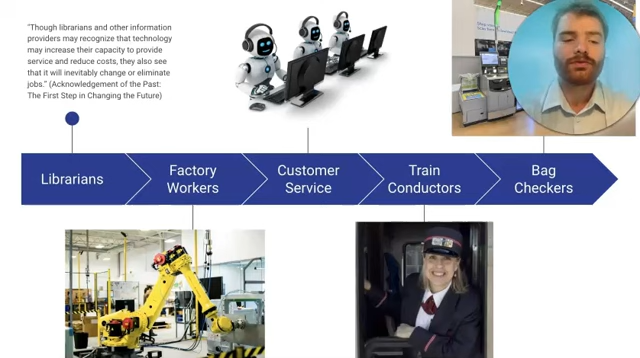 "Though librarians and other information
providers may recognize that technology
may increase their capacity to provide
service and reduce costs, they also see
that it will inevitably change or eliminate
jobs." (Acknowledgement of the Past:
The First Step in Changing the Future)
Librarians
Factory
Workers
Customer
Service
Train
Conductors
Bag
Checkers